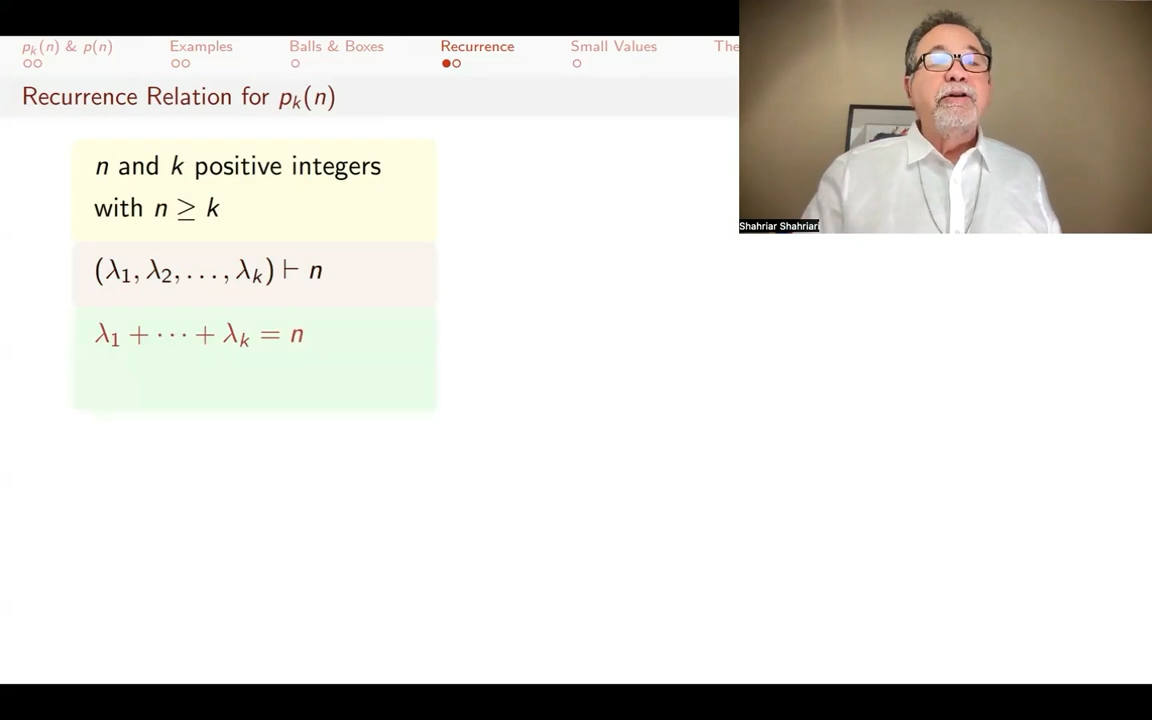 pₖ(n) & p(n) Examples Balls & Boxes Recurrence Small Values The
Recurrence Relation for pₖ(n)
n and k positive integers
with n ≥ k
(λ₁, λ₂, . . . , λₖ) ⊢ n
λ₁ + · · · + λₖ = n
Shahriar Shahriari